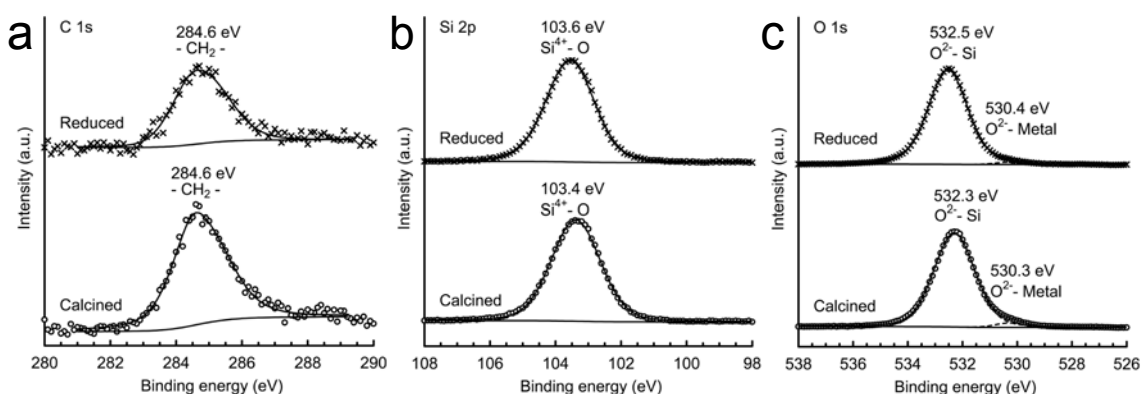 a
C 1s
284.6 eV
- CH₂ -
Reduced
284.6 eV
- CH₂ -
Calcined
Intensity (a.u.)
280 282 284 286 288 290
Binding energy (eV)
b
Si 2p
103.6 eV
Si⁴⁺- O
Reduced
103.4 eV
Si⁴⁺- O
Calcined
Intensity (a.u.)
108 106 104 102 100 98
Binding energy (eV)
c
O 1s
532.5 eV
O²⁻- Si
530.4 eV
O²⁻- Metal
Reduced
532.3 eV
O²⁻- Si
530.3 eV
O²⁻- Metal
Calcined
Intensity (a.u.)
538 536 534 532 530 528 526
Binding energy (eV)